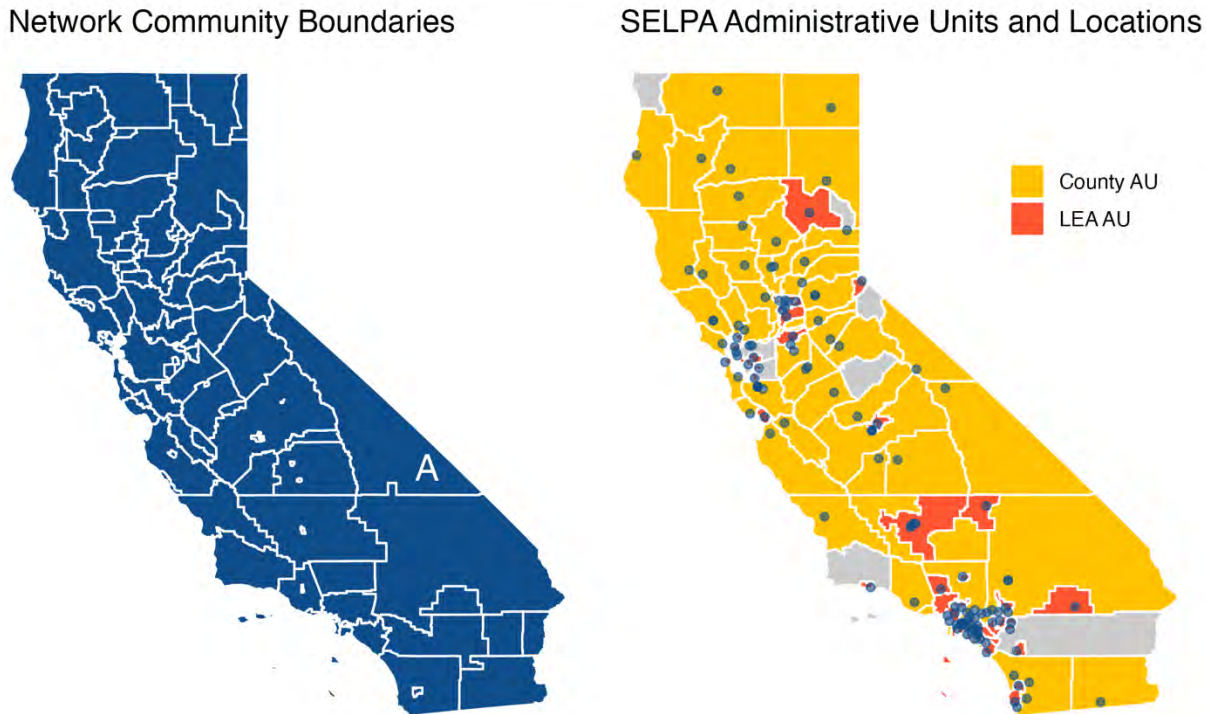 Network Community Boundaries
SELPA Administrative Units and Locations
County AU
LEA AU
A